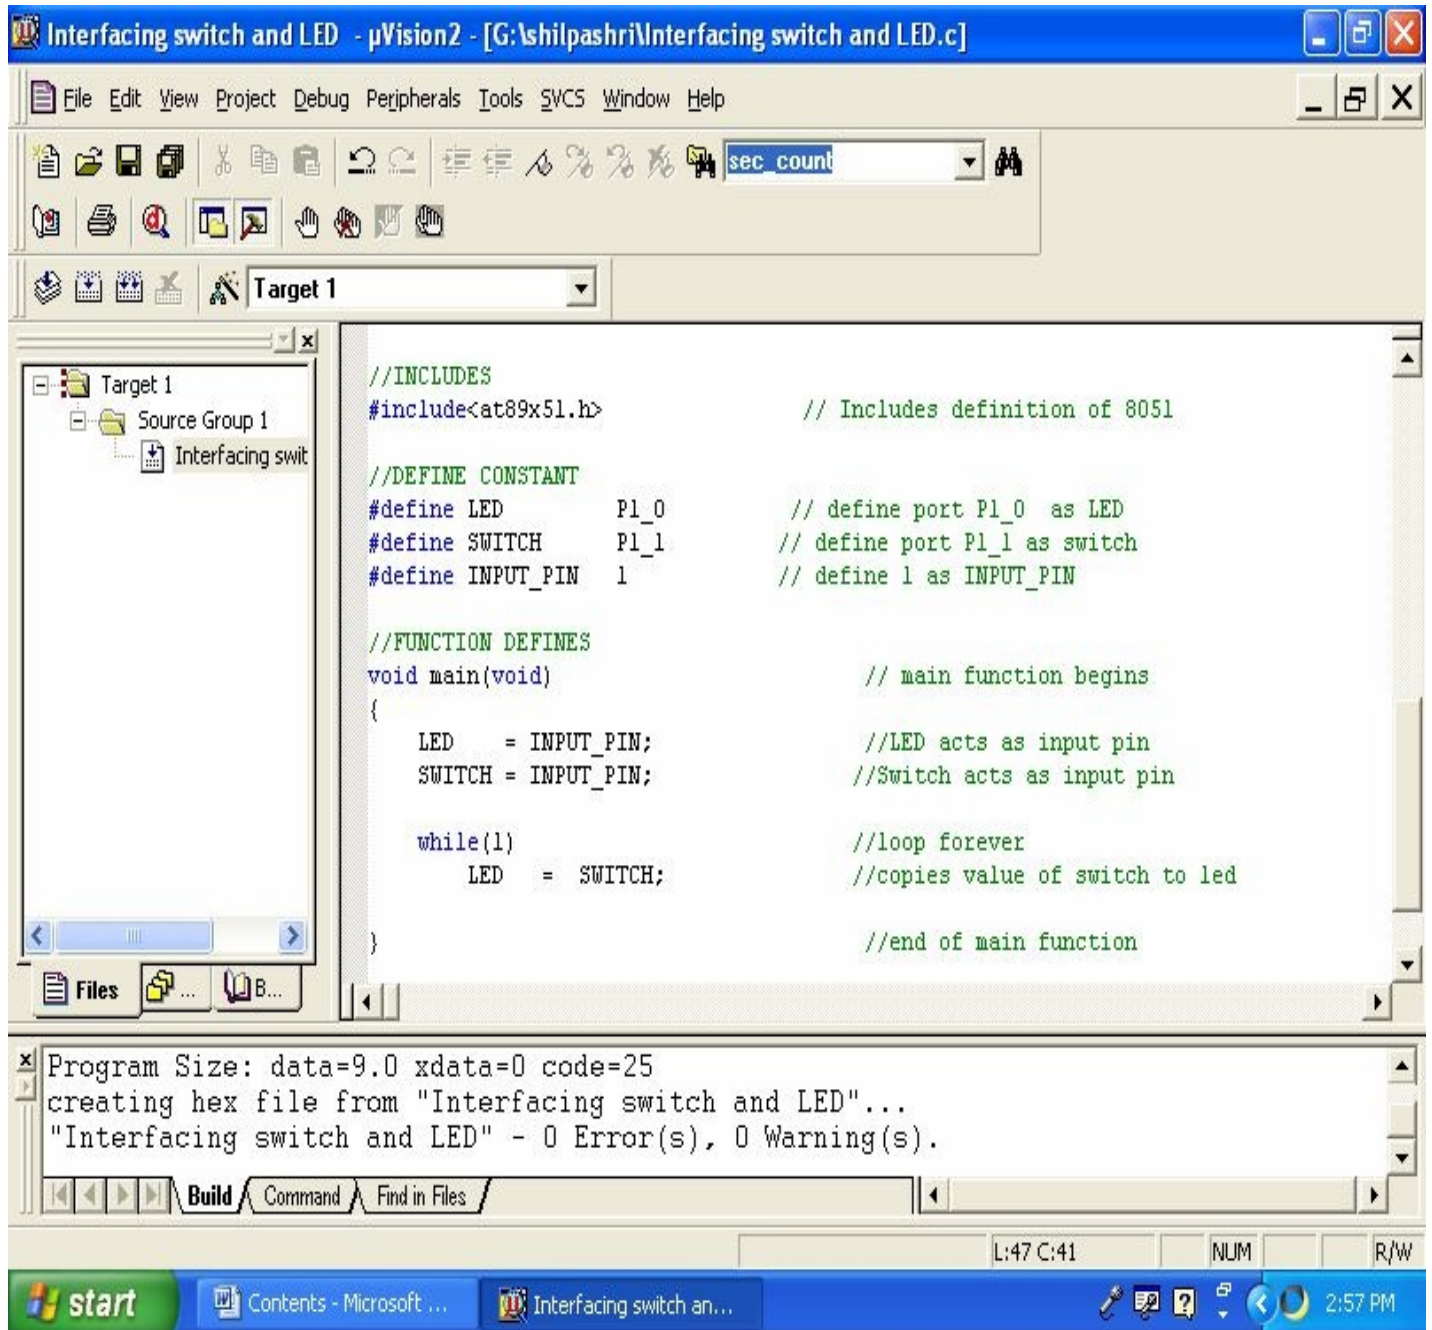 Interfacing switch and LED - µVision2 - [G:\shilpashri\Interfacing switch and LED.c]
File Edit View Project Debug Peripherals Tools SVCS Window Help
sec_count
Target 1
Target 1
Source Group 1
Interfacing swit
Files
...
B...
//INCLUDES
#include<at89x51.h> // Includes definition of 8051
//DEFINE CONSTANT
#define LED P1_0 // define port P1_0 as LED
#define SWITCH P1_1 // define port P1_1 as switch
#define INPUT_PIN 1 // define 1 as INPUT_PIN
//FUNCTION DEFINES
void main(void) // main function begins
{
LED = INPUT_PIN; //LED acts as input pin
SWITCH = INPUT_PIN; //Switch acts as input pin
while(1) //loop forever
LED = SWITCH; //copies value of switch to led
} //end of main function
Program Size: data=9.0 xdata=0 code=25
creating hex file from "Interfacing switch and LED"...
"Interfacing switch and LED" - 0 Error(s), 0 Warning(s).
Build Command Find in Files
L:47 C:41 NUM R/W
start Contents - Microsoft ... Interfacing switch an... 2:57 PM